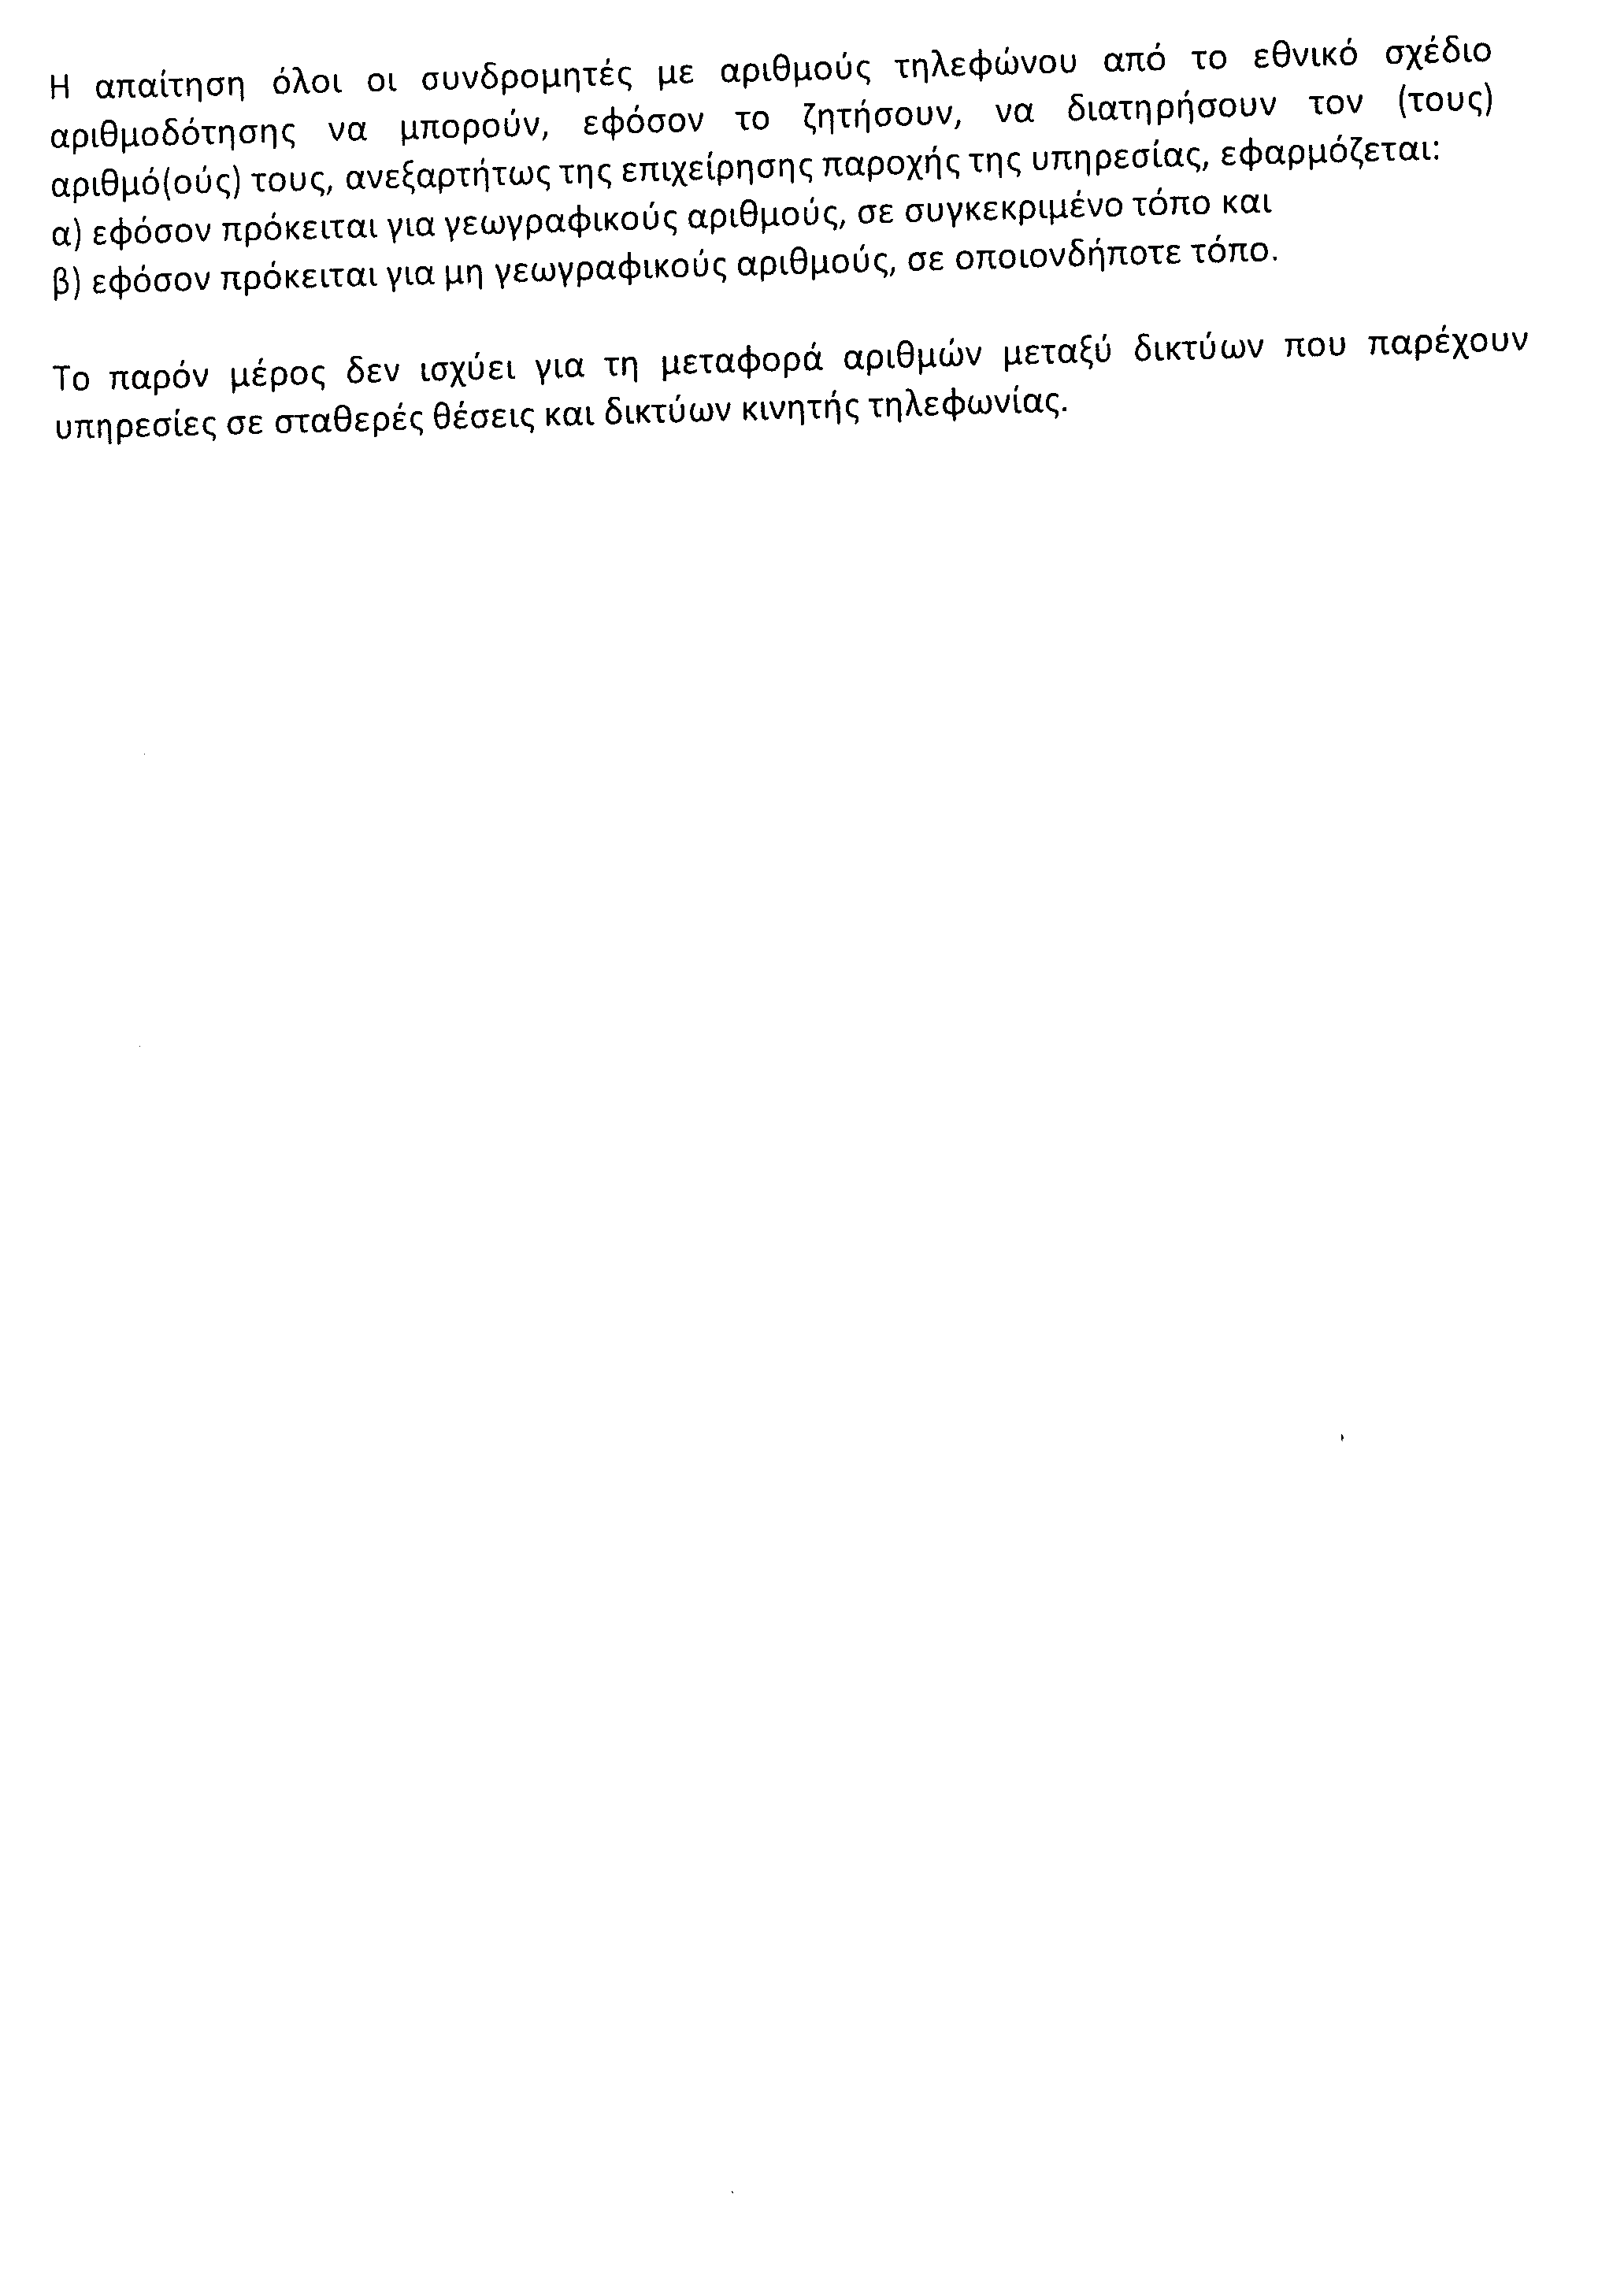 Η απαίτηση όλοι οι συνδρομητές με αριθμούς τηλεφώνου από το εθνικό σχέδιο
αριθμοδότησης να μπορούν, εφόσον το ζητήσουν, να διατηρήσουν τον (τους)
αριθμό(ούς) τους, ανεξαρτήτως της επιχείρησης παροχής της υπηρεσίας, εφαρμόζεται:
α) εφόσον πρόκειται για γεωγραφικούς αριθμούς, σε συγκεκριμένο τόπο και
β) εφόσον πρόκειται για μη γεωγραφικούς αριθμούς, σε οποιονδήποτε τόπο.
Το παρόν μέρος δεν ισχύει για τη μεταφορά αριθμών μεταξύ δικτύων που παρέχουν
υπηρεσίες σε σταθερές θέσεις και δικτύων κινητής τηλεφωνίας.